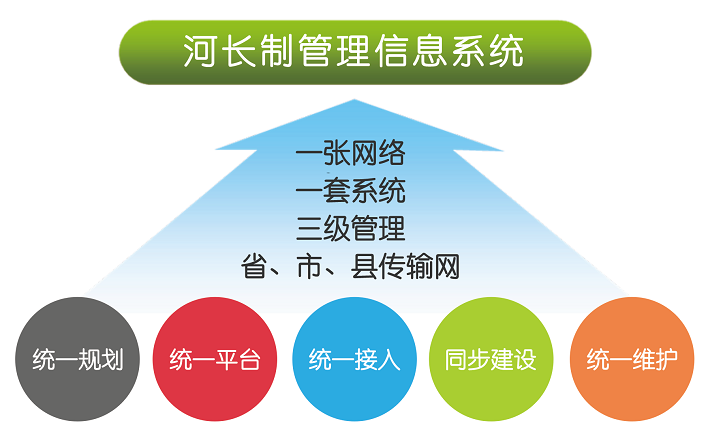 河长制管理信息系统
一张网络
一套系统
三级管理
省、市、县传输网
统一规划
统一平台
统一接入
同步建设
统一维护